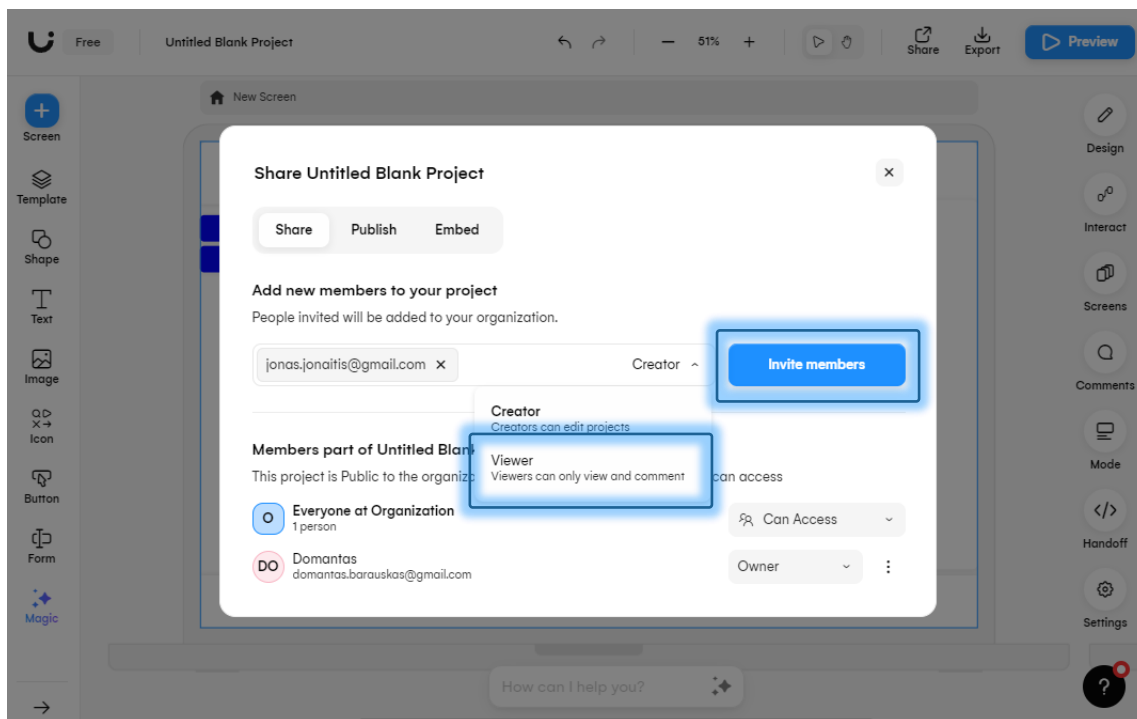 Free
Untitled Blank Project
51%
Share
Export
Preview
New Screen
Screen
Template
Shape
Text
Image
Icon
Button
Form
Magic
Share Untitled Blank Project
Share Publish Embed
Add new members to your project
People invited will be added to your organization.
jonas.jonaitis@gmail.com
Creator
Invite members
Creator
Creators can edit projects
Viewer
Viewers can only view and comment
Members part of Untitled Blank
This project is Public to the organiz can access
Everyone at Organization
1 person
O
Can Access
DO
Domantas
domantas.barauskas@gmail.com
Owner
Design
Interact
Screens
Comments
Mode
Handoff
Settings
How can I help you?
?